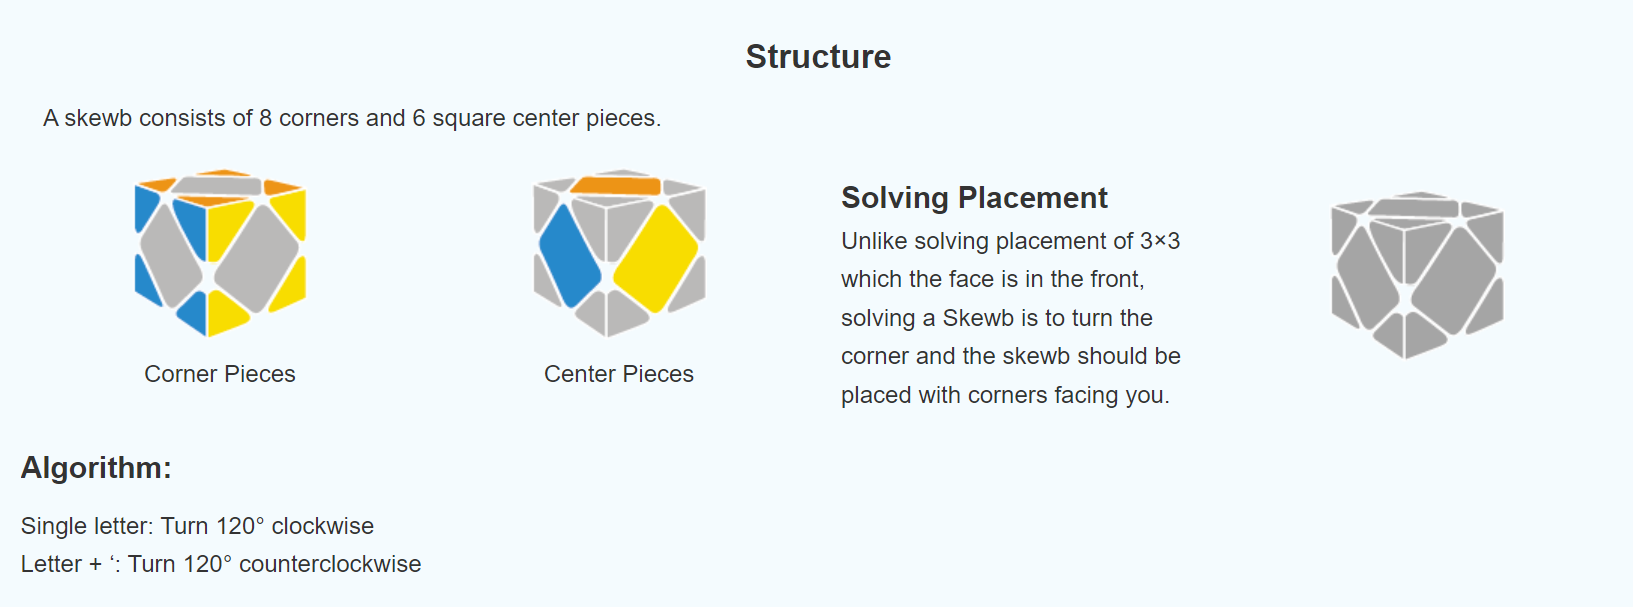 Structure
A skewb consists of 8 corners and 6 square center pieces.
Corner Pieces
Center Pieces
Solving Placement
Unlike solving placement of 3×3
which the face is in the front,
solving a Skewb is to turn the
corner and the skewb should be
placed with corners facing you.
Algorithm:
Single letter: Turn 120° clockwise
Letter + ‘: Turn 120° counterclockwise